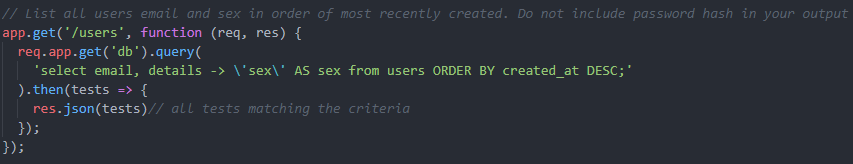 // List all users email and sex in order of most recently created. Do not include password hash in your output
app.get('/users', function (req, res) {
  req.app.get('db').query(
    'select email, details -> \'sex\' AS sex from users ORDER BY created_at DESC;'
  ).then(tests => {
    res.json(tests)// all tests matching the criteria
  });
});